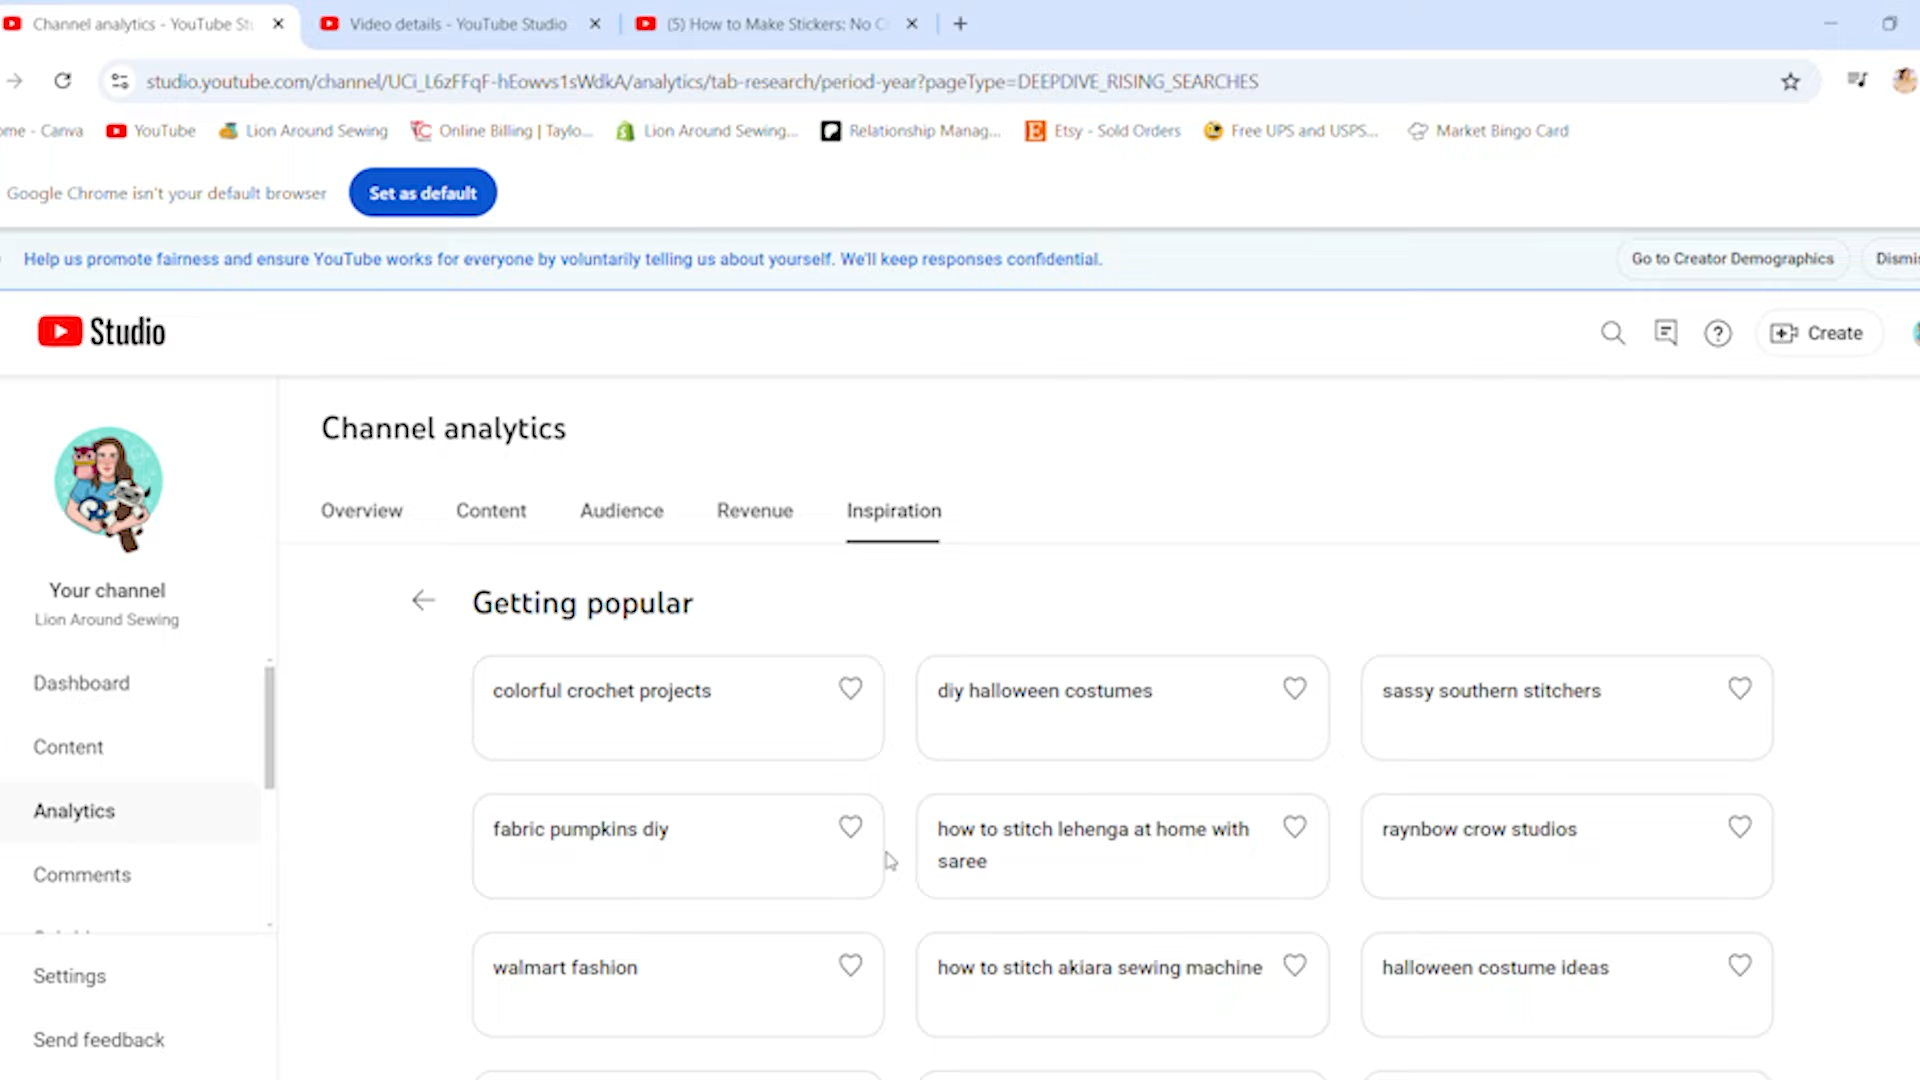 Channel analytics - YouTube St
Video details - YouTube Studio
(5) How to Make Stickers: No C
studio.youtube.com/channel/UCi_L6zFFqF-hEowvs1sWdkA/analytics/tab-research/period-year?pageType=DEEPDIVE_RISING_SEARCHES
ome - Canva
YouTube
Lion Around Sewing
Online Billing | Taylo...
Lion Around Sewing...
Relationship Manag...
Etsy - Sold Orders
Free UPS and USPS...
Market Bingo Card
Google Chrome isn't your default browser
Set as default
Help us promote fairness and ensure YouTube works for everyone by voluntarily telling us about yourself. We'll keep responses confidential.
Go to Creator Demographics
Dismis
Studio
Create
Channel analytics
Overview
Content
Audience
Revenue
Inspiration
Your channel
Lion Around Sewing
Dashboard
Content
Analytics
Comments
Settings
Send feedback
Getting popular
colorful crochet projects
diy halloween costumes
sassy southern stitchers
fabric pumpkins diy
how to stitch lehenga at home with
saree
raynbow crow studios
walmart fashion
how to stitch akiara sewing machine
halloween costume ideas